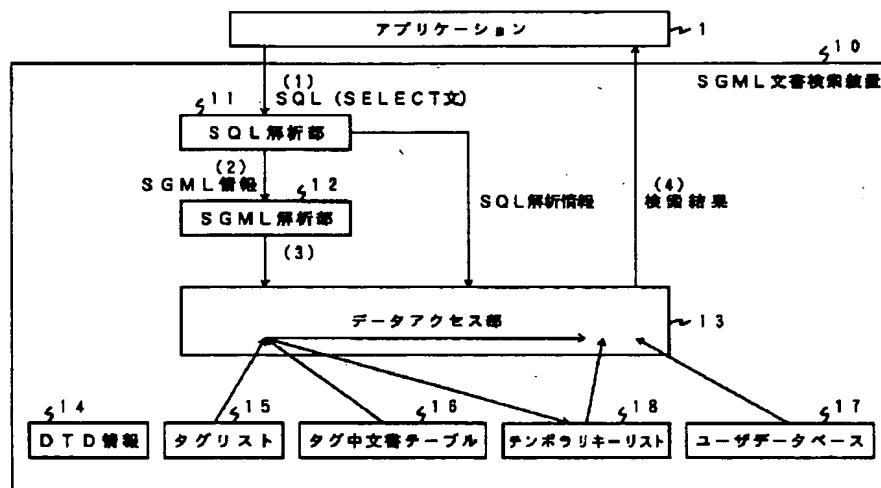 アプリケーション
1
10
SGML文書検索装置
(1)
SQL (SELECT文)
11
SQL解析部
(2)
SGML情報
12
SGML解析部
(3)
SQL解析情報
(4)
検索結果
データアクセス部
13
14
DTD情報
15
タグリスト
16
タグ中文書テーブル
18
テンポラリキーリスト
17
ユーザデータベース